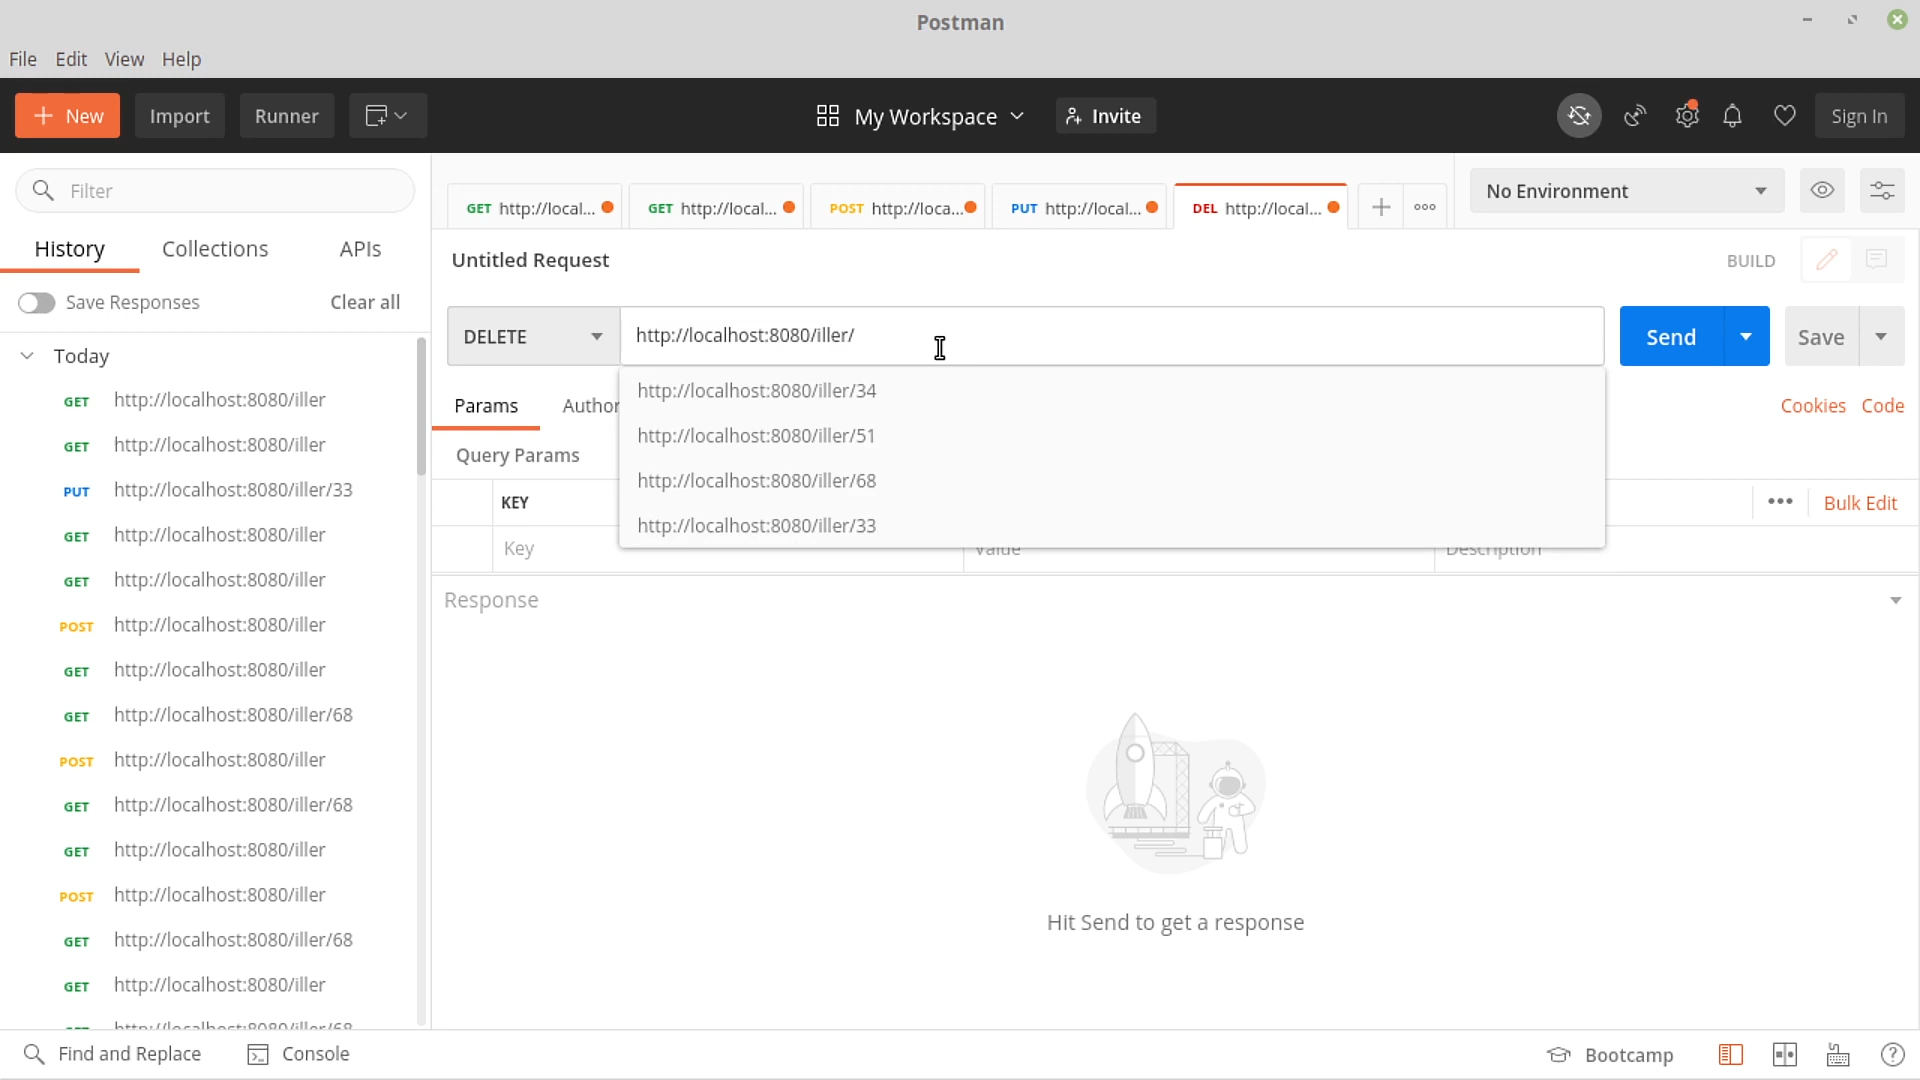 Postman
File Edit View Help
New Import Runner My Workspace Invite Sign In
Filter
History Collections APIs
Save Responses Clear all
Today
GET http://localhost:8080/iller
GET http://localhost:8080/iller
PUT http://localhost:8080/iller/33
GET http://localhost:8080/iller
GET http://localhost:8080/iller
POST http://localhost:8080/iller
GET http://localhost:8080/iller
GET http://localhost:8080/iller/68
POST http://localhost:8080/iller
GET http://localhost:8080/iller/68
GET http://localhost:8080/iller
POST http://localhost:8080/iller
GET http://localhost:8080/iller/68
GET http://localhost:8080/iller
GET http://localhost:8080/iller/68
GET http://local... GET http://local... POST http://loca... PUT http://local... DEL http://local...
No Environment
Untitled Request BUILD
DELETE http://localhost:8080/iller/ Send Save
http://localhost:8080/iller/34
http://localhost:8080/iller/51
http://localhost:8080/iller/68
http://localhost:8080/iller/33
Params Author Cookies Code
Query Params
KEY Bulk Edit
Key Value Description
Response
Hit Send to get a response
Find and Replace Console Bootcamp